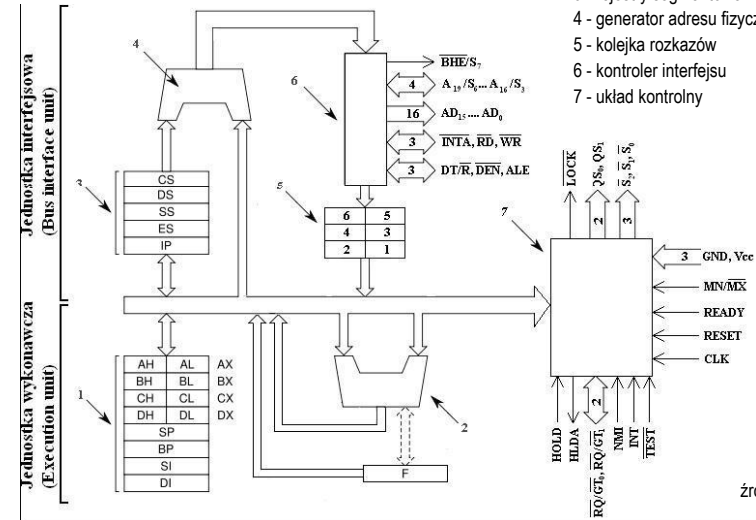 4 - generator adresu
5 - kolejka rozkazów
6 - kontroler interfejsu
7 - układ kontrolny
Jednostka interfejsowa
(Bus interface unit)
Jednostka wykonawcza
(Execution unit)
4
6
BHE/S7
4 A19/S6... A16/S3
16 AD15 .... AD0
3 INTA, RD, WR
3 DT/R, DEN, ALE
3
CS
DS
SS
ES
IP
5
6 5
4 3
2 1
1
AH AL AX
BH BL BX
CH CL CX
DH DL DX
SP
BP
SI
DI
2
F
7
LOCK
2 QS0, QS1
3 S2, S1, S0
3 GND, Vcc
MN/MX
READY
RESET
CLK
HOLD
HLDA
2 RQ/GT0, RQ/GT1
NMI
INT
TEST